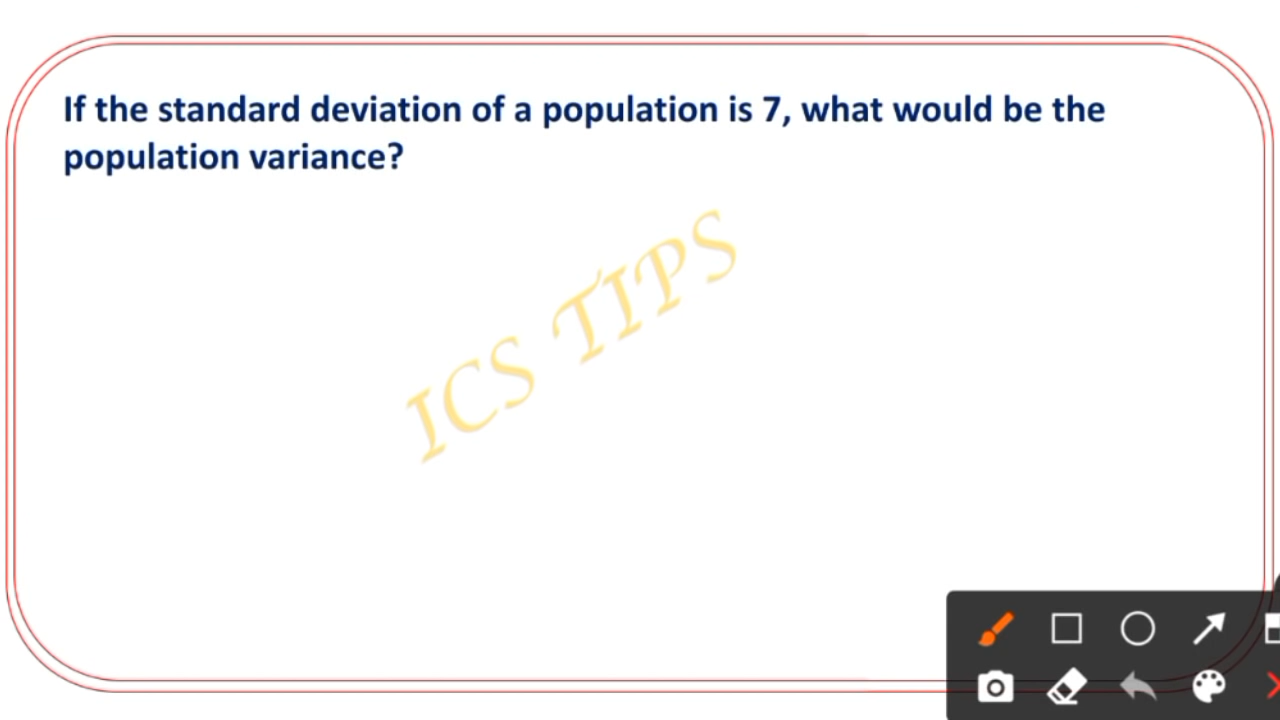 If the standard deviation of a population is 7, what would be the
population variance?
ICS TIPS